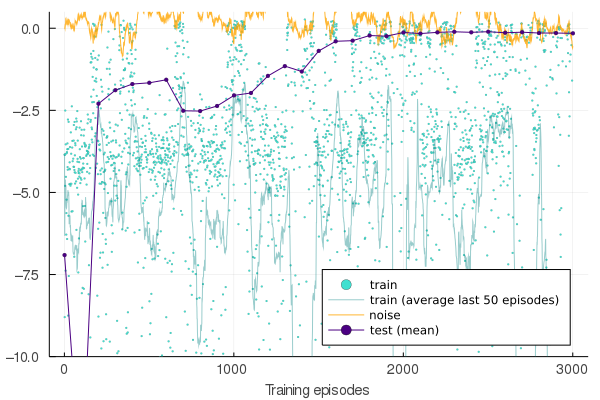 0.0
−2.5
−5.0
−7.5
−10.0
train
train (average last 50 episodes)
noise
test (mean)
0 1000 2000 3000
Training episodes